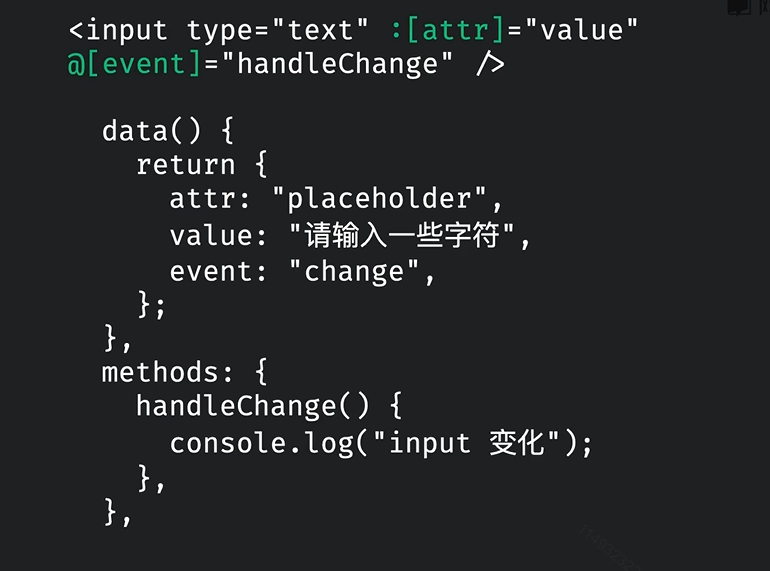 <input type="text" :[attr]="value"
@[event]="handleChange" />
data() {
return {
attr: "placeholder",
value: "请输入一些字符",
event: "change",
};
},
methods: {
handleChange() {
console.log("input 变化");
},
},